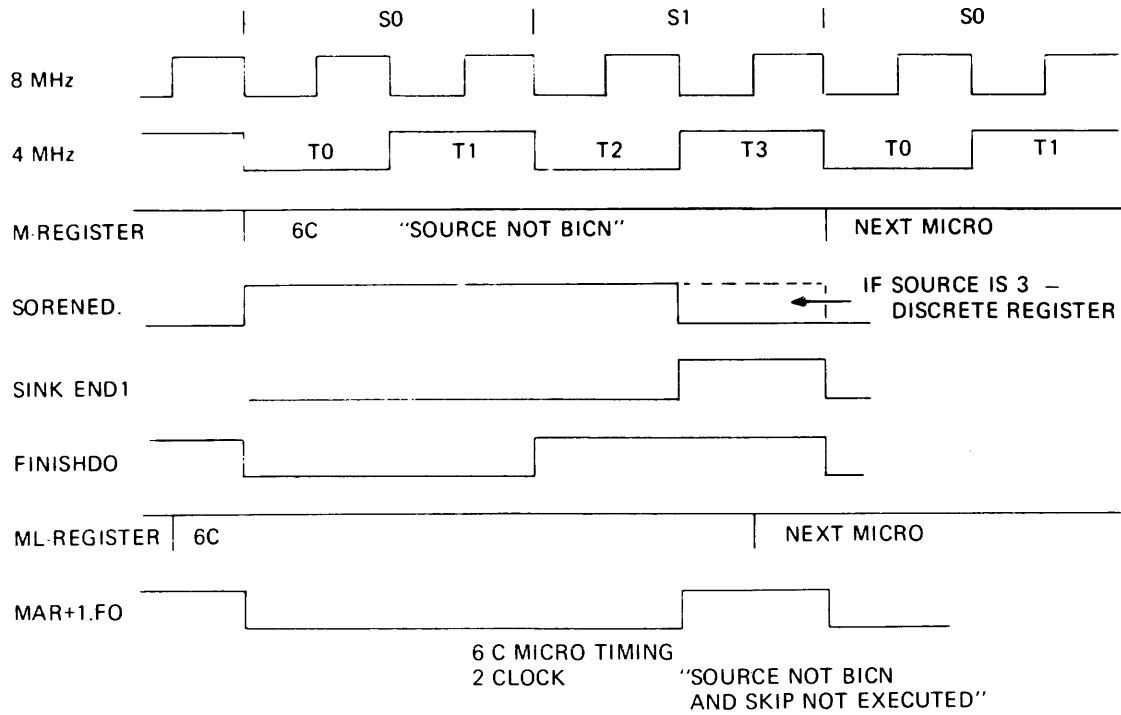 S0 S1 S0
8 MHz
4 MHz T0 T1 T2 T3 T0 T1
M-REGISTER 6C "SOURCE NOT BICN" NEXT MICRO
SORENED.
IF SOURCE IS 3 –
DISCRETE REGISTER
SINK END1
FINISHDO
ML-REGISTER 6C NEXT MICRO
MAR+1.FO
6 C MICRO TIMING
2 CLOCK "SOURCE NOT BICN
AND SKIP NOT EXECUTED"